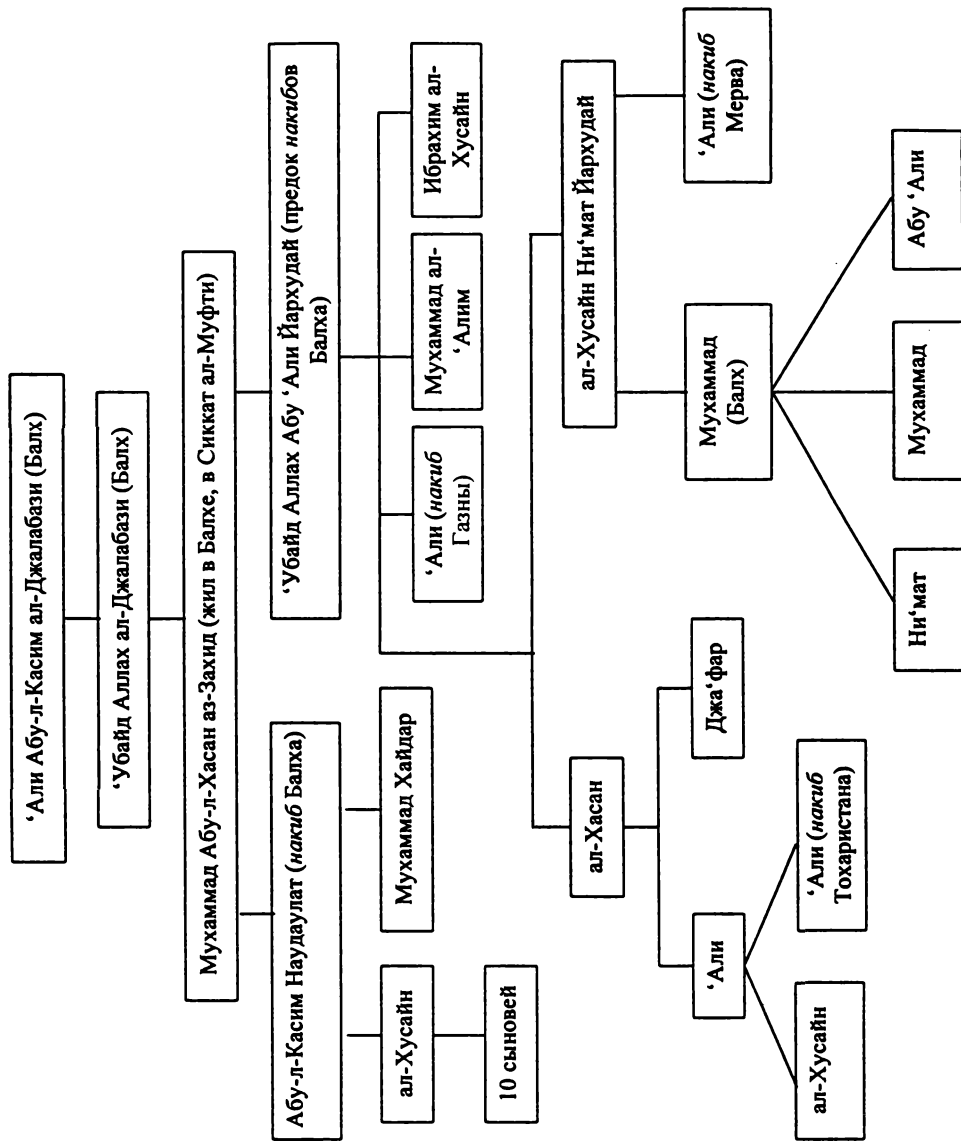 ‘Али Абу-л-Касим ал-Джалабази (Балх)
‘Убайд Аллах ал-Джалабази (Балх)
Мухаммад Абу-л-Хасан аз-Захид (жил в Балхе, в Сиккат ал-Муфти)
Абу-л-Касим Наудаулат (накиб Балха)
‘Убайд Аллах Абу ‘Али Йархудай (предок накибов
Балха)
ал-Хусайн
Мухаммад Хайдар
‘Али (накиб
Газны)
Мухаммад ал-
‘Алим
Ибрахим ал-
Хусайн
10 сыновей
ал-Хасан
ал-Хусайн Ни‘мат Йархудай
‘Али
Джа‘фар
Мухаммад
(Балх)
‘Али (накиб
Мерва)
ал-Хусайн
‘Али (накиб
Тохаристана)
Ни‘мат
Мухаммад
Абу ‘Али